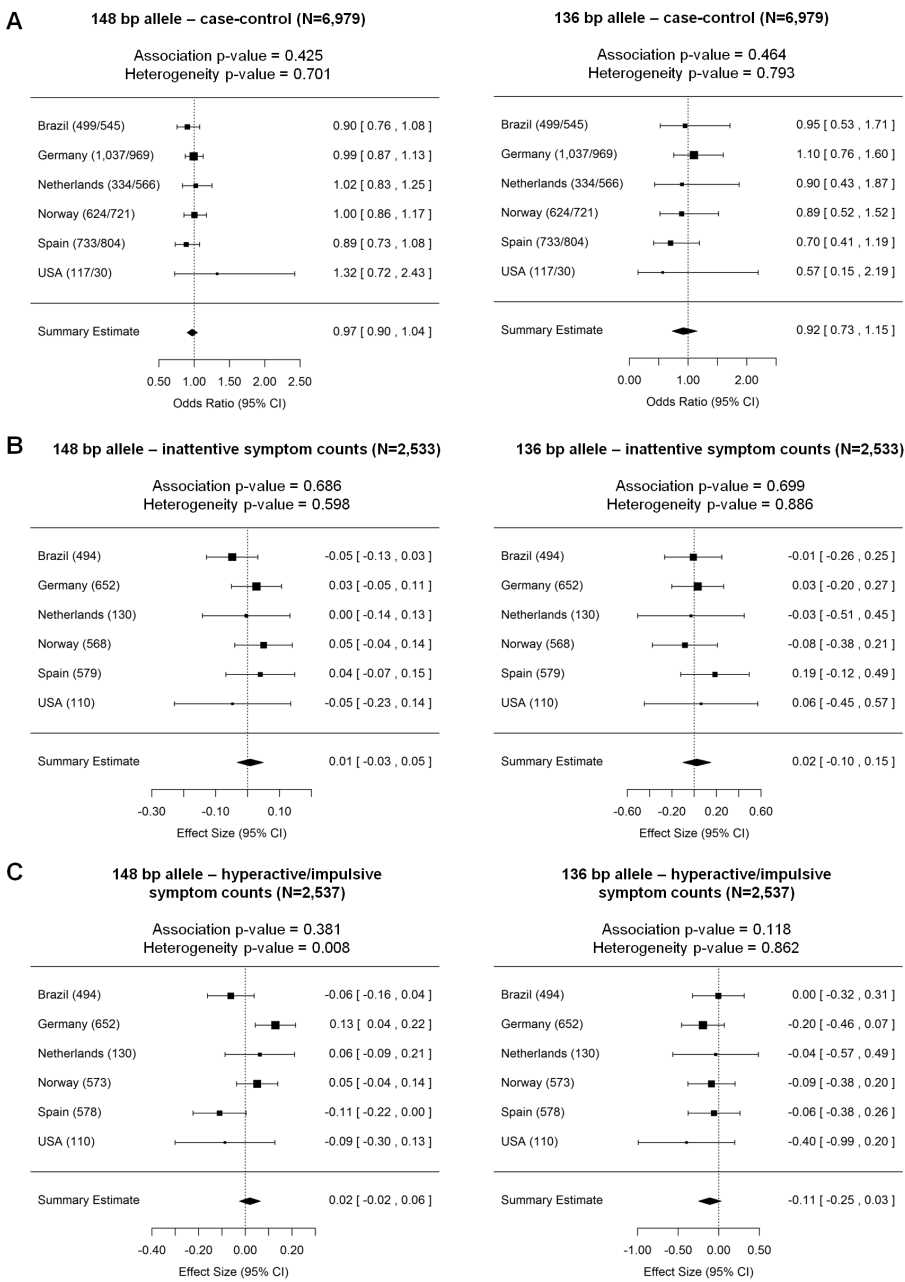 A
148 bp allele – case-control (N=6,979)
Association p-value = 0.425
Heterogeneity p-value = 0.701
Brazil (499/545) 0.90 [ 0.76 , 1.08 ]
Germany (1,037/969) 0.99 [ 0.87 , 1.13 ]
Netherlands (334/566) 1.02 [ 0.83 , 1.25 ]
Norway (624/721) 1.00 [ 0.86 , 1.17 ]
Spain (733/804) 0.89 [ 0.73 , 1.08 ]
USA (117/30) 1.32 [ 0.72 , 2.43 ]
Summary Estimate 0.97 [ 0.90 , 1.04 ]
0.50 1.00 1.50 2.00 2.50
Odds Ratio (95% CI)
136 bp allele – case-control (N=6,979)
Association p-value = 0.464
Heterogeneity p-value = 0.793
Brazil (499/545) 0.95 [ 0.53 , 1.71 ]
Germany (1,037/969) 1.10 [ 0.76 , 1.60 ]
Netherlands (334/566) 0.90 [ 0.43 , 1.87 ]
Norway (624/721) 0.89 [ 0.52 , 1.52 ]
Spain (733/804) 0.70 [ 0.41 , 1.19 ]
USA (117/30) 0.57 [ 0.15 , 2.19 ]
Summary Estimate 0.92 [ 0.73 , 1.15 ]
0.00 1.00 2.00
Odds Ratio (95% CI)
B
148 bp allele – inattentive symptom counts (N=2,533)
Association p-value = 0.686
Heterogeneity p-value = 0.598
Brazil (494) -0.05 [ -0.13 , 0.03 ]
Germany (652) 0.03 [ -0.05 , 0.11 ]
Netherlands (130) 0.00 [ -0.14 , 0.13 ]
Norway (568) 0.05 [ -0.04 , 0.14 ]
Spain (579) 0.04 [ -0.07 , 0.15 ]
USA (110) -0.05 [ -0.23 , 0.14 ]
Summary Estimate 0.01 [ -0.03 , 0.05 ]
-0.30 -0.10 0.10
Effect Size (95% CI)
136 bp allele – inattentive symptom counts (N=2,533)
Association p-value = 0.699
Heterogeneity p-value = 0.886
Brazil (494) -0.01 [ -0.26 , 0.25 ]
Germany (652) 0.03 [ -0.20 , 0.27 ]
Netherlands (130) -0.03 [ -0.51 , 0.45 ]
Norway (568) -0.08 [ -0.38 , 0.21 ]
Spain (579) 0.19 [ -0.12 , 0.49 ]
USA (110) 0.06 [ -0.45 , 0.57 ]
Summary Estimate 0.02 [ -0.10 , 0.15 ]
-0.60 -0.20 0.20 0.60
Effect Size (95% CI)
C
148 bp allele – hyperactive/impulsive
symptom counts (N=2,537)
Association p-value = 0.381
Heterogeneity p-value = 0.008
Brazil (494) -0.06 [ -0.16 , 0.04 ]
Germany (652) 0.13 [ 0.04 , 0.22 ]
Netherlands (130) 0.06 [ -0.09 , 0.21 ]
Norway (573) 0.05 [ -0.04 , 0.14 ]
Spain (578) -0.11 [ -0.22 , 0.00 ]
USA (110) -0.09 [ -0.30 , 0.13 ]
Summary Estimate 0.02 [ -0.02 , 0.06 ]
-0.40 -0.20 0.00 0.20
Effect Size (95% CI)
136 bp allele – hyperactive/impulsive
symptom counts (N=2,537)
Association p-value = 0.118
Heterogeneity p-value = 0.862
Brazil (494) 0.00 [ -0.32 , 0.31 ]
Germany (652) -0.20 [ -0.46 , 0.07 ]
Netherlands (130) -0.04 [ -0.57 , 0.49 ]
Norway (573) -0.09 [ -0.38 , 0.20 ]
Spain (578) -0.06 [ -0.38 , 0.26 ]
USA (110) -0.40 [ -0.99 , 0.20 ]
Summary Estimate -0.11 [ -0.25 , 0.03 ]
-1.00 -0.50 0.00 0.50
Effect Size (95% CI)